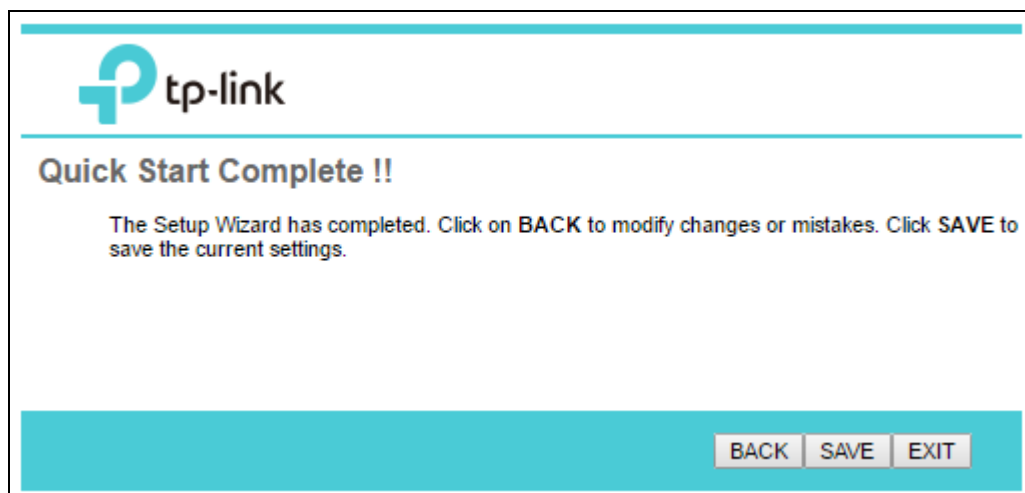 tp-link
Quick Start Complete !!
The Setup Wizard has completed. Click on BACK to modify changes or mistakes. Click SAVE to
save the current settings.
BACK SAVE EXIT